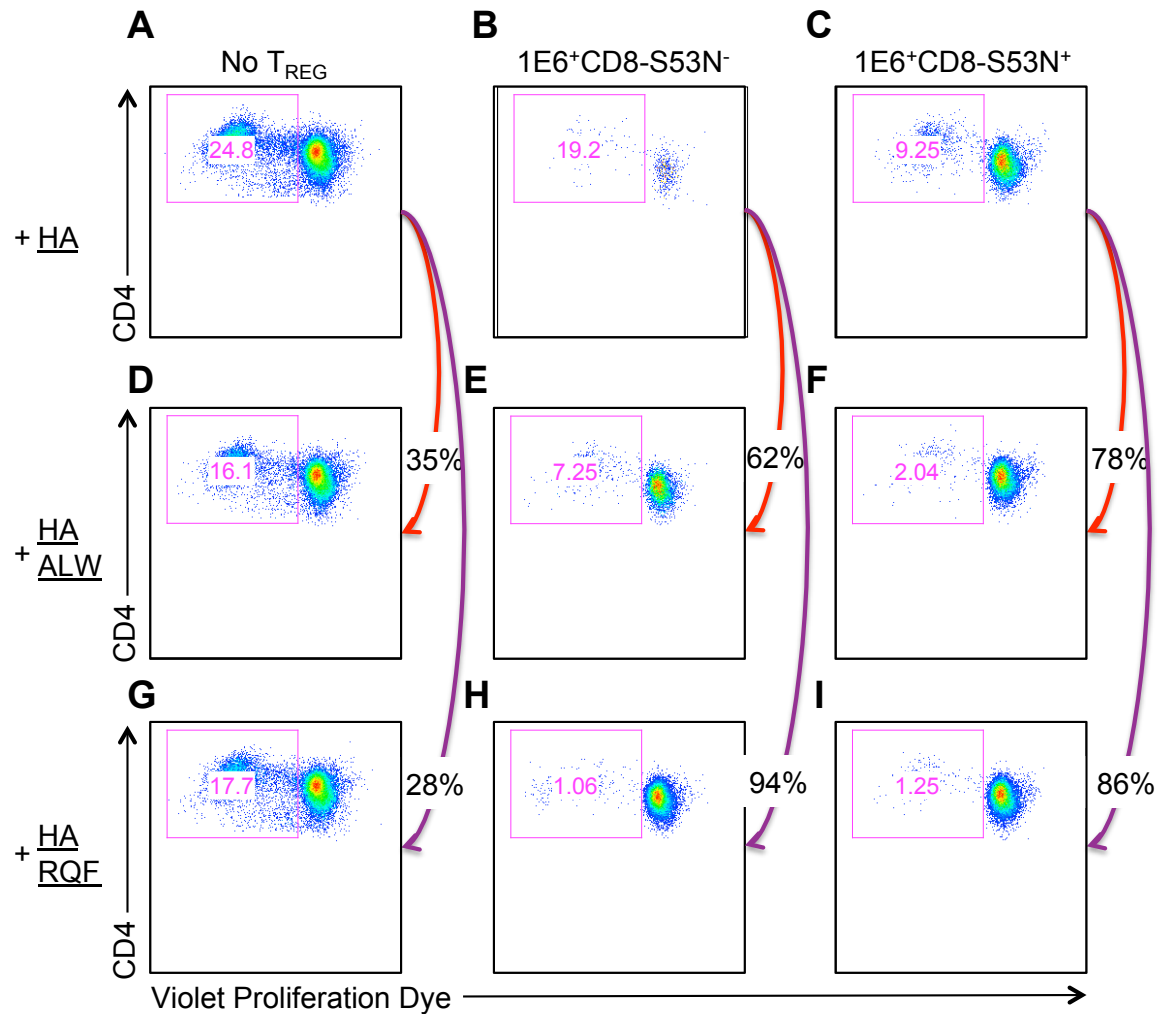 A
B
C
No TREG
1E6⁺CD8-S53N⁻
1E6⁺CD8-S53N⁺
24.8
19.2
9.25
+ HA
CD4
D
E
F
16.1
35%
7.25
62%
2.04
78%
+ HA
ALW
CD4
G
H
I
17.7
28%
1.06
94%
1.25
86%
+ HA
RQF
CD4
Violet Proliferation Dye